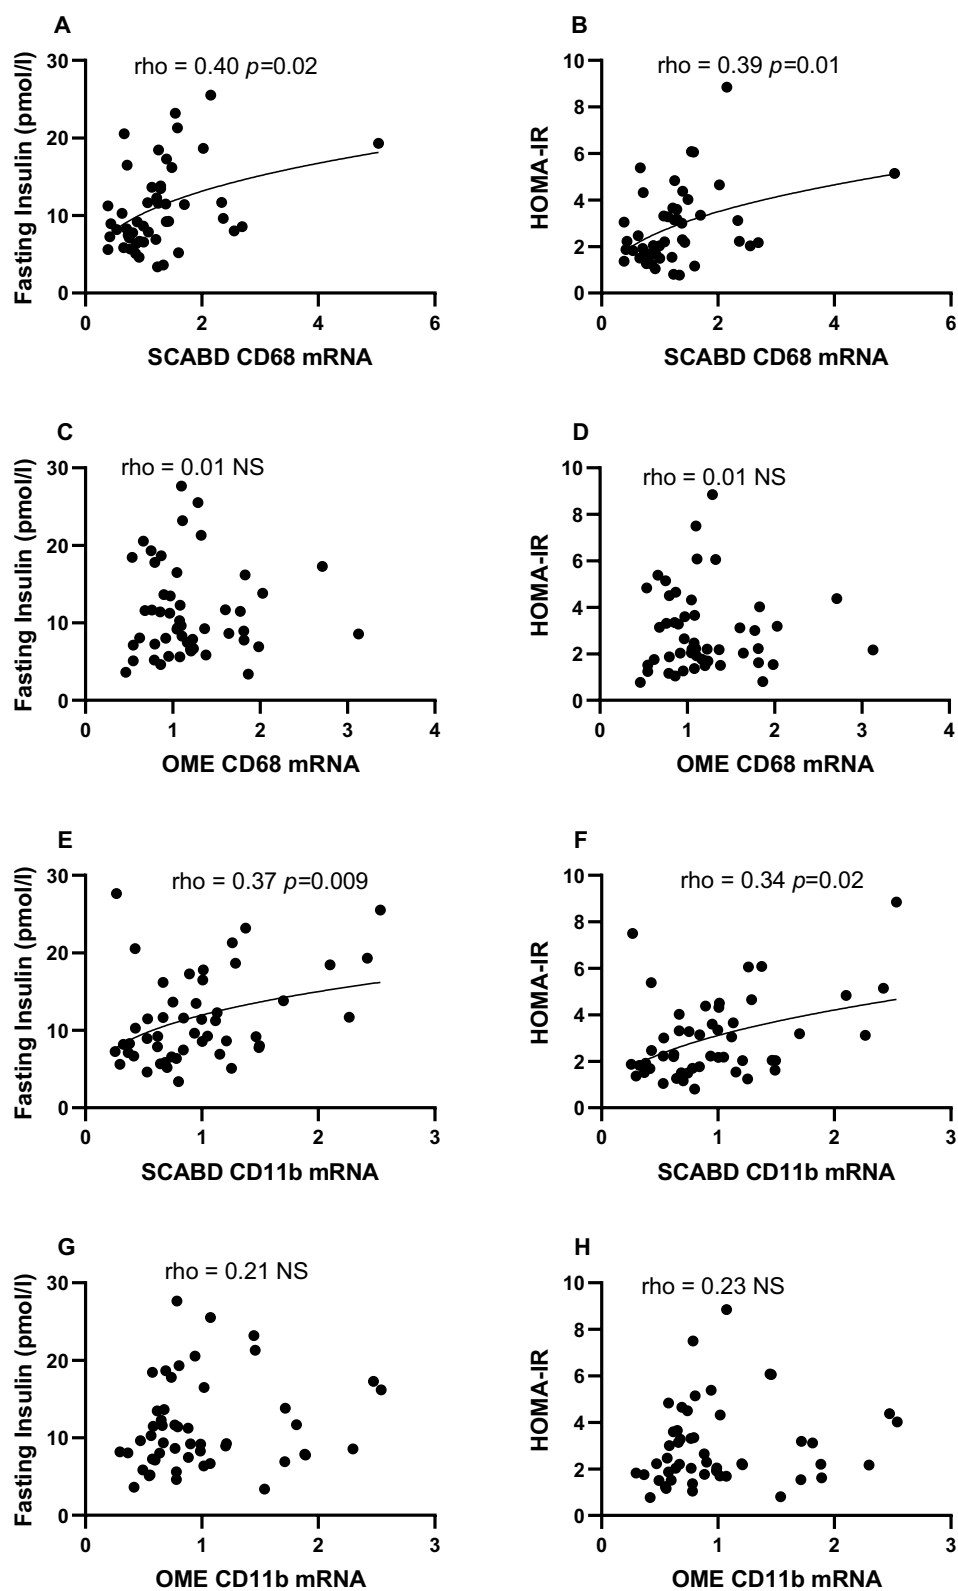 A
rho = 0.40 p=0.02
Fasting Insulin (pmol/l)
30
20
10
0
0 2 4 6
SCABD CD68 mRNA
B
rho = 0.39 p=0.01
HOMA-IR
10
8
6
4
2
0
0 2 4 6
SCABD CD68 mRNA
C
rho = 0.01 NS
Fasting Insulin (pmol/l)
30
20
10
0
0 1 2 3 4
OME CD68 mRNA
D
rho = 0.01 NS
HOMA-IR
10
8
6
4
2
0
0 1 2 3 4
OME CD68 mRNA
E
rho = 0.37 p=0.009
Fasting Insulin (pmol/l)
30
20
10
0
0 1 2 3
SCABD CD11b mRNA
F
rho = 0.34 p=0.02
HOMA-IR
10
8
6
4
2
0
0 1 2 3
SCABD CD11b mRNA
G
rho = 0.21 NS
Fasting Insulin (pmol/l)
30
20
10
0
0 1 2 3
OME CD11b mRNA
H
rho = 0.23 NS
HOMA-IR
10
8
6
4
2
0
0 1 2 3
OME CD11b mRNA